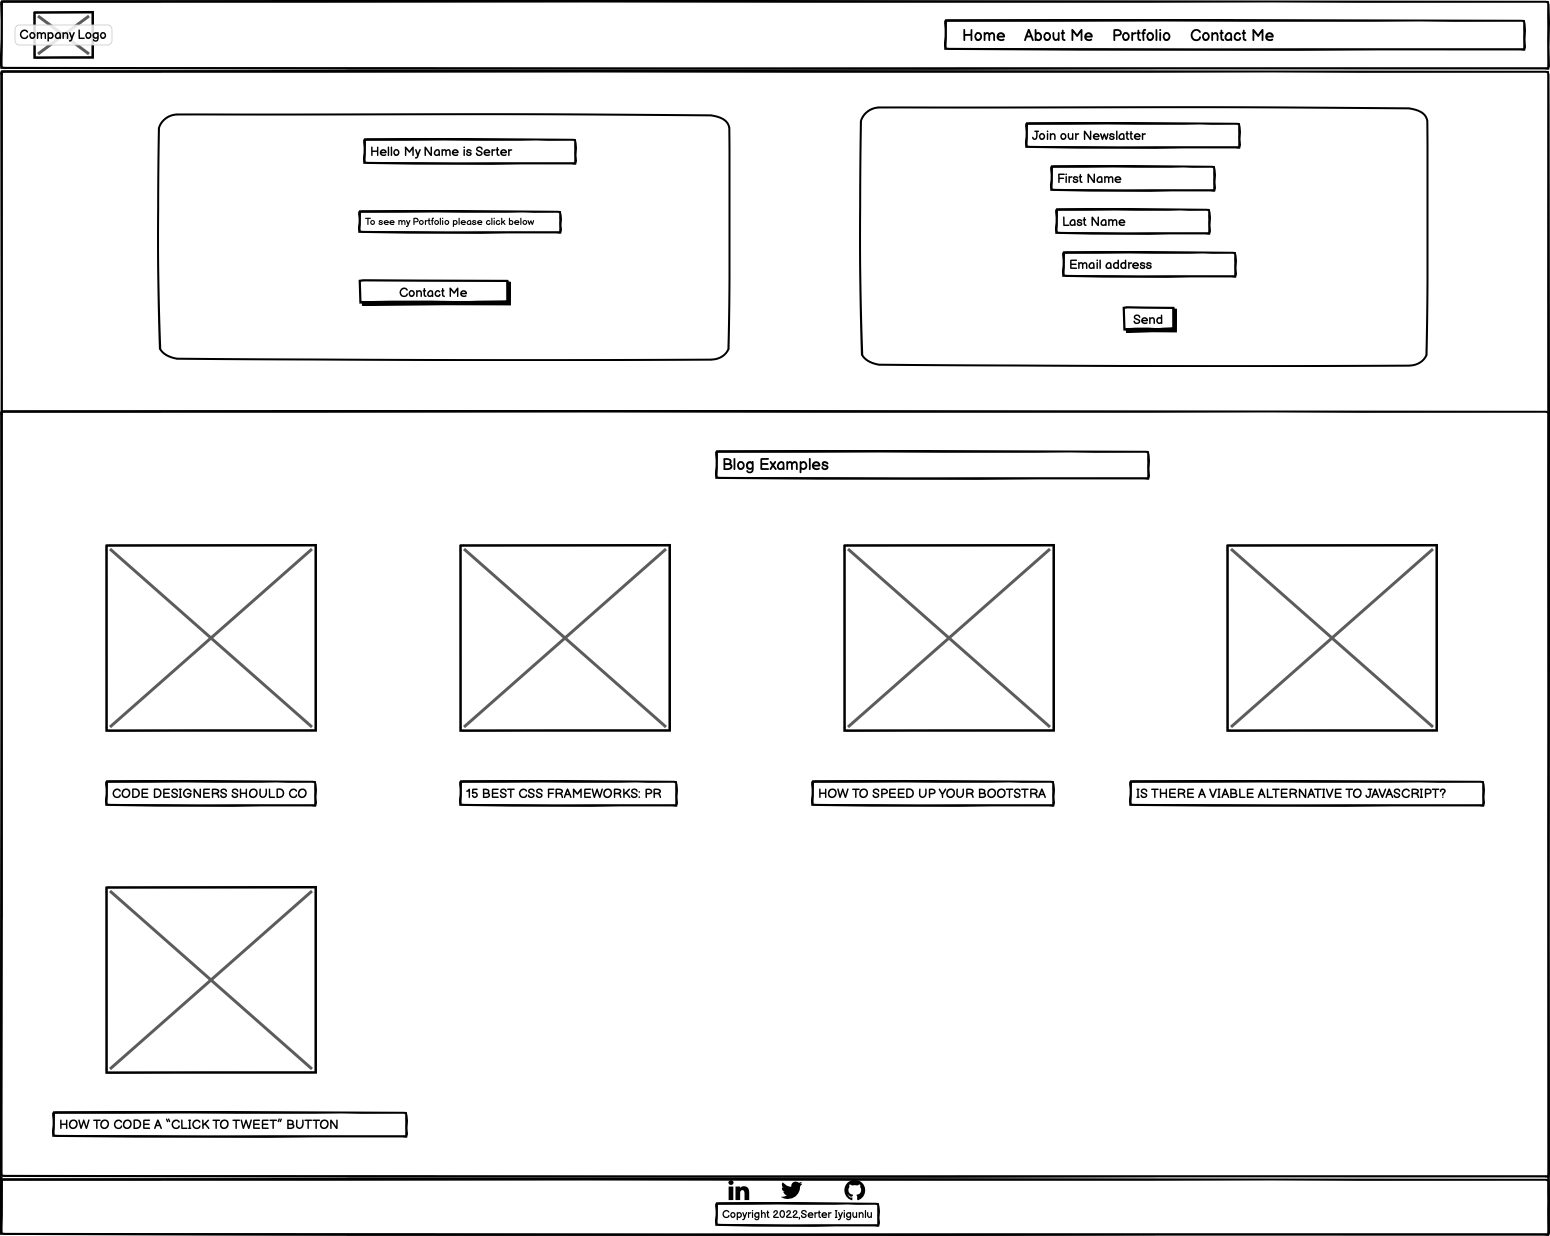 Company Logo
Home About Me Portfolio Contact Me
Hello My Name is Serter
To see my Portfolio please click below
Contact Me
Join our Newslatter
First Name
Last Name
Email address
Send
Blog Examples
CODE DESIGNERS SHOULD CO
15 BEST CSS FRAMEWORKS: PR
HOW TO SPEED UP YOUR BOOTSTRA
IS THERE A VIABLE ALTERNATIVE TO JAVASCRIPT?
HOW TO CODE A “CLICK TO TWEET” BUTTON
in
Copyright 2022,Serter Iyigunlu